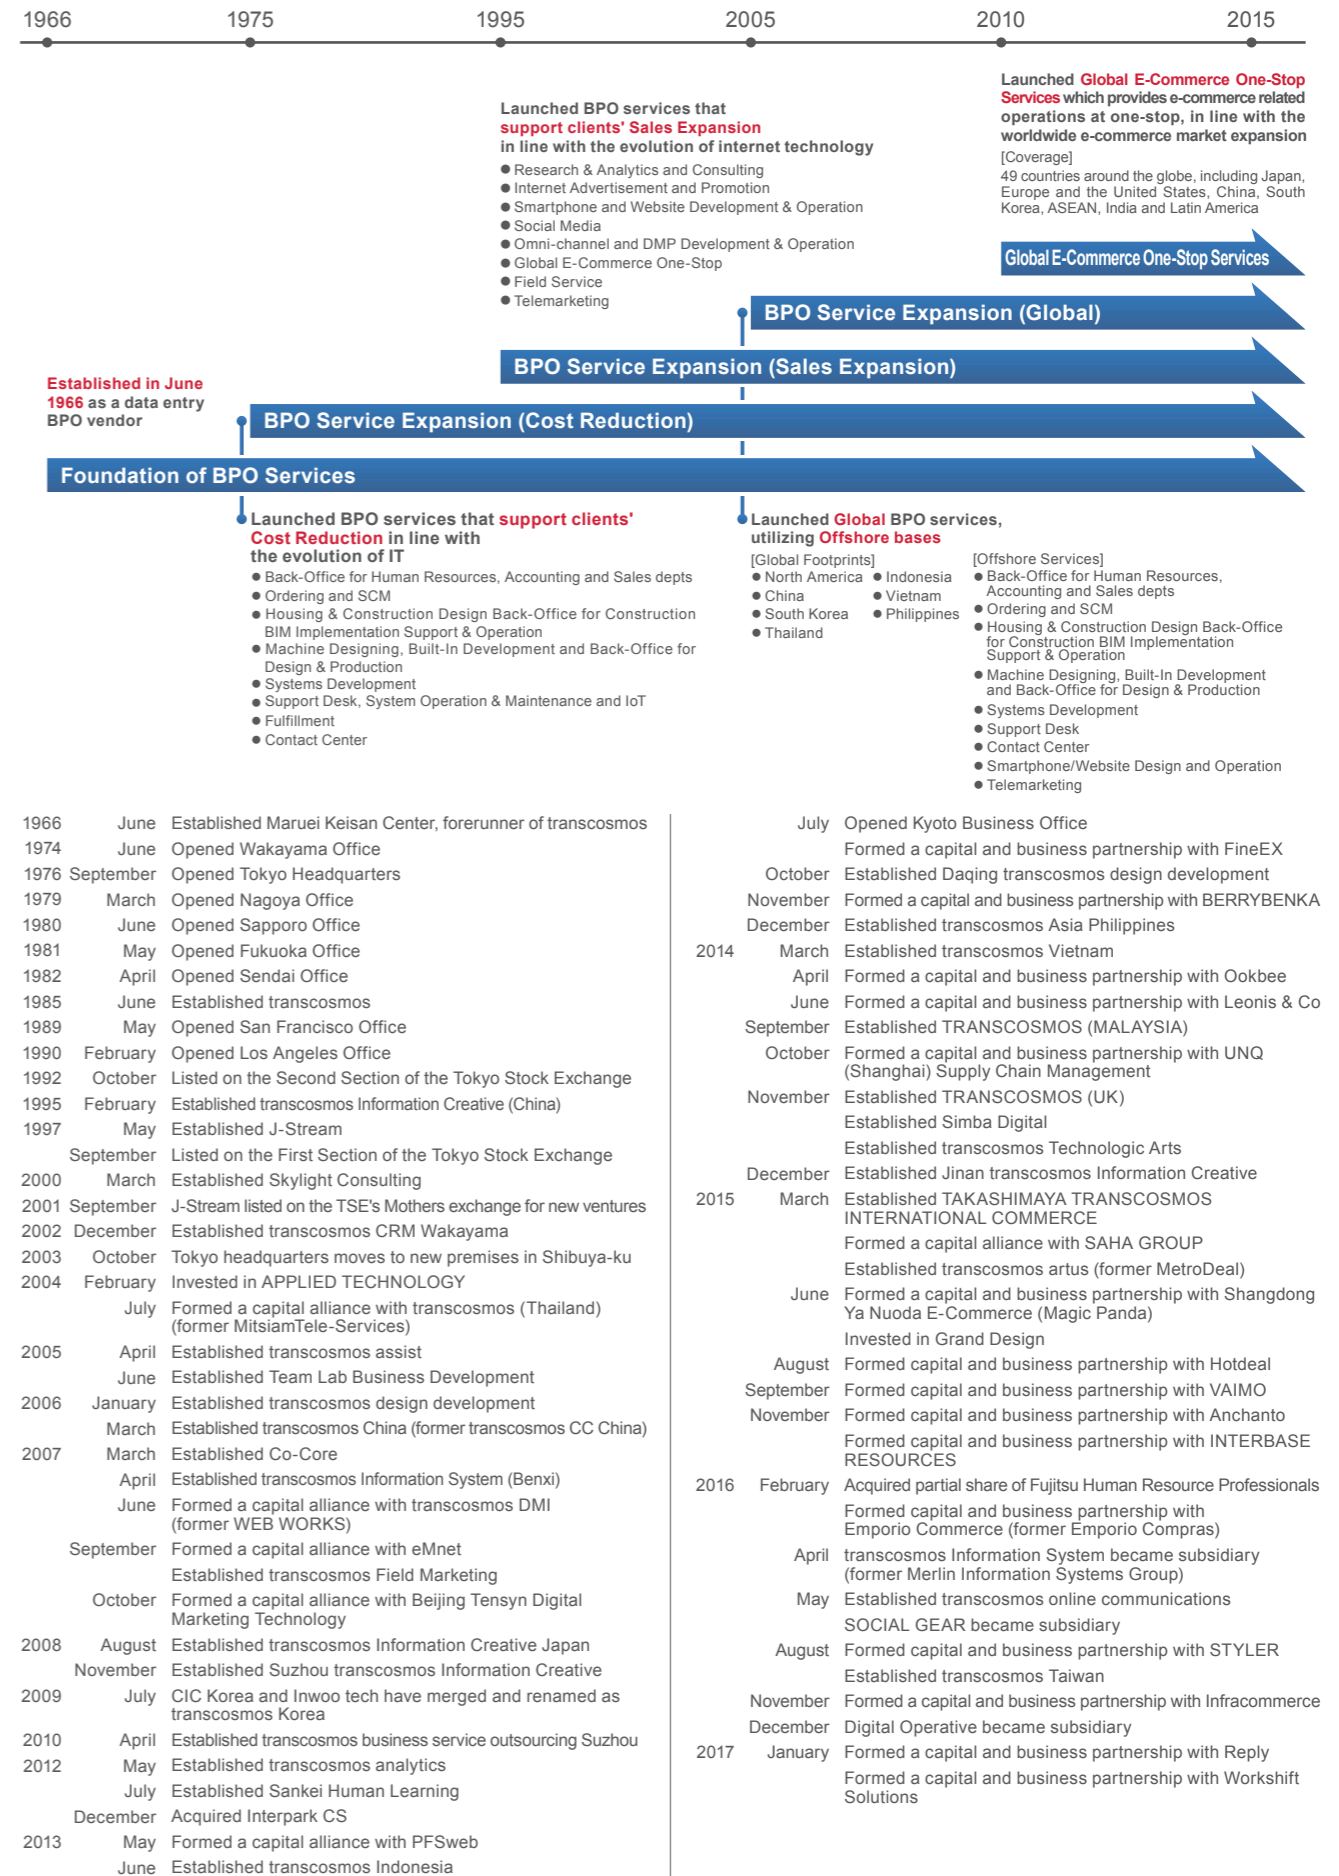 1966 1975 1995 2005 2010 2015
Launched Global E-Commerce One-Stop
Services which provides e-commerce related
operations at one-stop, in line with the
worldwide e-commerce market expansion
[Coverage]
49 countries around the globe, including Japan,
Europe and the United States, China, South
Korea, ASEAN, India and Latin America
Launched BPO services that
support clients' Sales Expansion
in line with the evolution of internet technology
● Research & Analytics and Consulting
● Internet Advertisement and Promotion
● Smartphone and Website Development & Operation
● Social Media
● Omni-channel and DMP Development & Operation
● Global E-Commerce One-Stop
● Field Service
● Telemarketing
Global E-Commerce One-Stop Services
BPO Service Expansion (Global)
BPO Service Expansion (Sales Expansion)
Established in June
1966 as a data entry
BPO vendor
BPO Service Expansion (Cost Reduction)
Foundation of BPO Services
Launched BPO services that support clients'
Cost Reduction in line with
the evolution of IT
● Back-Office for Human Resources, Accounting and Sales depts
● Ordering and SCM
● Housing & Construction Design Back-Office for Construction
BIM Implementation Support & Operation
● Machine Designing, Built-In Development and Back-Office for
Design & Production
● Systems Development
● Support Desk, System Operation & Maintenance and IoT
● Fulfillment
● Contact Center
Launched Global BPO services,
utilizing Offshore bases
[Global Footprints]
● North America ● Indonesia
● China ● Vietnam
● South Korea ● Philippines
● Thailand
[Offshore Services]
● Back-Office for Human Resources,
Accounting and Sales depts
● Ordering and SCM
● Housing & Construction Design Back-Office
for Construction BIM Implementation
Support & Operation
● Machine Designing, Built-In Development
and Back-Office for Design & Production
● Systems Development
● Support Desk
● Contact Center
● Smartphone/Website Design and Operation
● Telemarketing
1966 June Established Maruei Keisan Center, forerunner of transcosmos
1974 June Opened Wakayama Office
1976 September Opened Tokyo Headquarters
1979 March Opened Nagoya Office
1980 June Opened Sapporo Office
1981 May Opened Fukuoka Office
1982 April Opened Sendai Office
1985 June Established transcosmos
1989 May Opened San Francisco Office
1990 February Opened Los Angeles Office
1992 October Listed on the Second Section of the Tokyo Stock Exchange
1995 February Established transcosmos Information Creative (China)
1997 May Established J-Stream
September Listed on the First Section of the Tokyo Stock Exchange
2000 March Established Skylight Consulting
2001 September J-Stream listed on the TSE's Mothers exchange for new ventures
2002 December Established transcosmos CRM Wakayama
2003 October Tokyo headquarters moves to new premises in Shibuya-ku
2004 February Invested in APPLIED TECHNOLOGY
July Formed a capital alliance with transcosmos (Thailand)
(former MitsiamTele-Services)
2005 April Established transcosmos assist
June Established Team Lab Business Development
2006 January Established transcosmos design development
March Established transcosmos China (former transcosmos CC China)
2007 March Established Co-Core
April Established transcosmos Information System (Benxi)
June Formed a capital alliance with transcosmos DMI
(former WEB WORKS)
September Formed a capital alliance with eMnet
Established transcosmos Field Marketing
October Formed a capital alliance with Beijing Tensyn Digital
Marketing Technology
2008 August Established transcosmos Information Creative Japan
November Established Suzhou transcosmos Information Creative
2009 July CIC Korea and Inwoo tech have merged and renamed as
transcosmos Korea
2010 April Established transcosmos business service outsourcing Suzhou
2012 May Established transcosmos analytics
July Established Sankei Human Learning
December Acquired Interpark CS
2013 May Formed a capital alliance with PFSweb
June Established transcosmos Indonesia
July Opened Kyoto Business Office
Formed a capital and business partnership with FineEX
October Established Daqing transcosmos design development
November Formed a capital and business partnership with BERRYBENKA
December Established transcosmos Asia Philippines
2014 March Established transcosmos Vietnam
April Formed a capital and business partnership with Ookbee
June Formed a capital and business partnership with Leonis & Co
September Established TRANSCOSMOS (MALAYSIA)
October Formed a capital and business partnership with UNQ
(Shanghai) Supply Chain Management
November Established TRANSCOSMOS (UK)
Established Simba Digital
Established transcosmos Technologic Arts
December Established Jinan transcosmos Information Creative
2015 March Established TAKASHIMAYA TRANSCOSMOS
INTERNATIONAL COMMERCE
Formed a capital alliance with SAHA GROUP
Established transcosmos artus (former MetroDeal)
June Formed a capital and business partnership with Shangdong
Ya Nuoda E-Commerce (Magic Panda)
Invested in Grand Design
August Formed capital and business partnership with Hotdeal
September Formed capital and business partnership with VAIMO
November Formed capital and business partnership with Anchanto
Formed capital and business partnership with INTERBASE
RESOURCES
2016 February Acquired partial share of Fujitsu Human Resource Professionals
Formed capital and business partnership with
Emporio Commerce (former Emporio Compras)
April transcosmos Information System became subsidiary
(former Merlin Information Systems Group)
May Established transcosmos online communications
SOCIAL GEAR became subsidiary
August Formed capital and business partnership with STYLER
Established transcosmos Taiwan
November Formed a capital and business partnership with Infracommerce
December Digital Operative became subsidiary
2017 January Formed a capital and business partnership with Reply
Formed a capital and business partnership with Workshift
Solutions